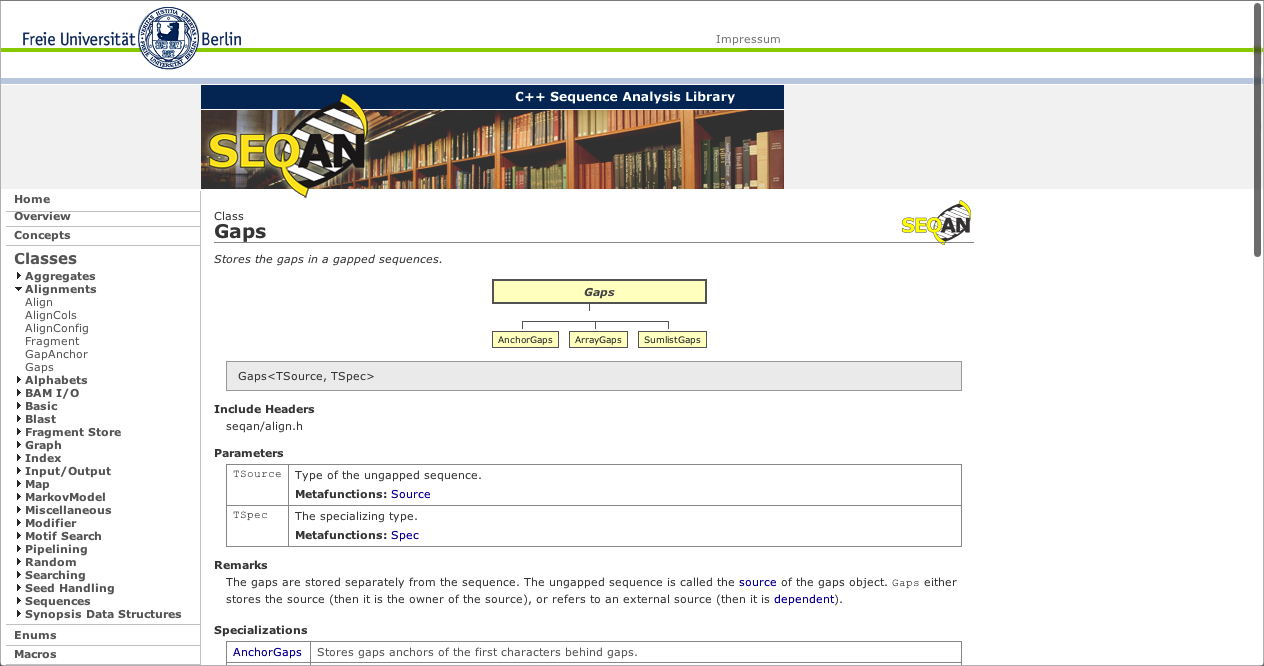 Freie Universität Berlin
Impressum
C++ Sequence Analysis Library
SEQAN
Home
Overview
Concepts
Classes
Aggregates
Alignments
Align
AlignCols
AlignConfig
Fragment
GapAnchor
Gaps
Alphabets
BAM I/O
Basic
Blast
Fragment Store
Graph
Index
Input/Output
Map
MarkovModel
Miscellaneous
Modifier
Motif Search
Pipelining
Random
Searching
Seed Handling
Sequences
Synopsis Data Structures
Enums
Macros
Class
Gaps
SEQAN
Stores the gaps in a gapped sequences.
Gaps
AnchorGaps ArrayGaps SumlistGaps
Gaps<TSource, TSpec>
Include Headers
seqan/align.h
Parameters
TSource Type of the ungapped sequence.
Metafunctions: Source
TSpec The specializing type.
Metafunctions: Spec
Remarks
The gaps are stored separately from the sequence. The ungapped sequence is called the source of the gaps object. Gaps either
stores the source (then it is the owner of the source), or refers to an external source (then it is dependent).
Specializations
AnchorGaps Stores gaps anchors of the first characters behind gaps.